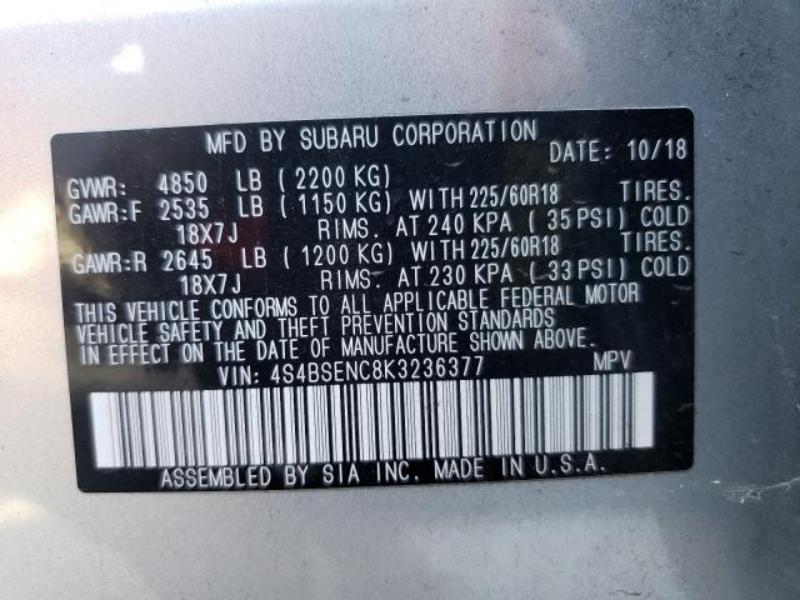 MFD BY SUBARU CORPORATION DATE: 10/18
GVWR: 4850 LB ( 2200 KG)
GAWR:F 2535 LB ( 1150 KG) WITH 225/60R18 TIRES.
18X7J RIMS. AT 240 KPA ( 35 PSI) COLD
GAWR:R 2645 LB ( 1200 KG) WITH 225/60R18 TIRES.
18X7J RIMS. AT 230 KPA ( 33 PSI) COLD
THIS VEHICLE CONFORMS TO ALL APPLICABLE FEDERAL MOTOR
VEHICLE SAFETY AND THEFT PREVENTION STANDARDS
IN EFFECT ON THE DATE OF MANUFACTURE SHOWN ABOVE.
VIN: 4S4BSENC8K3236377 MPV
ASSEMBLED BY SIA INC. MADE IN U.S.A.